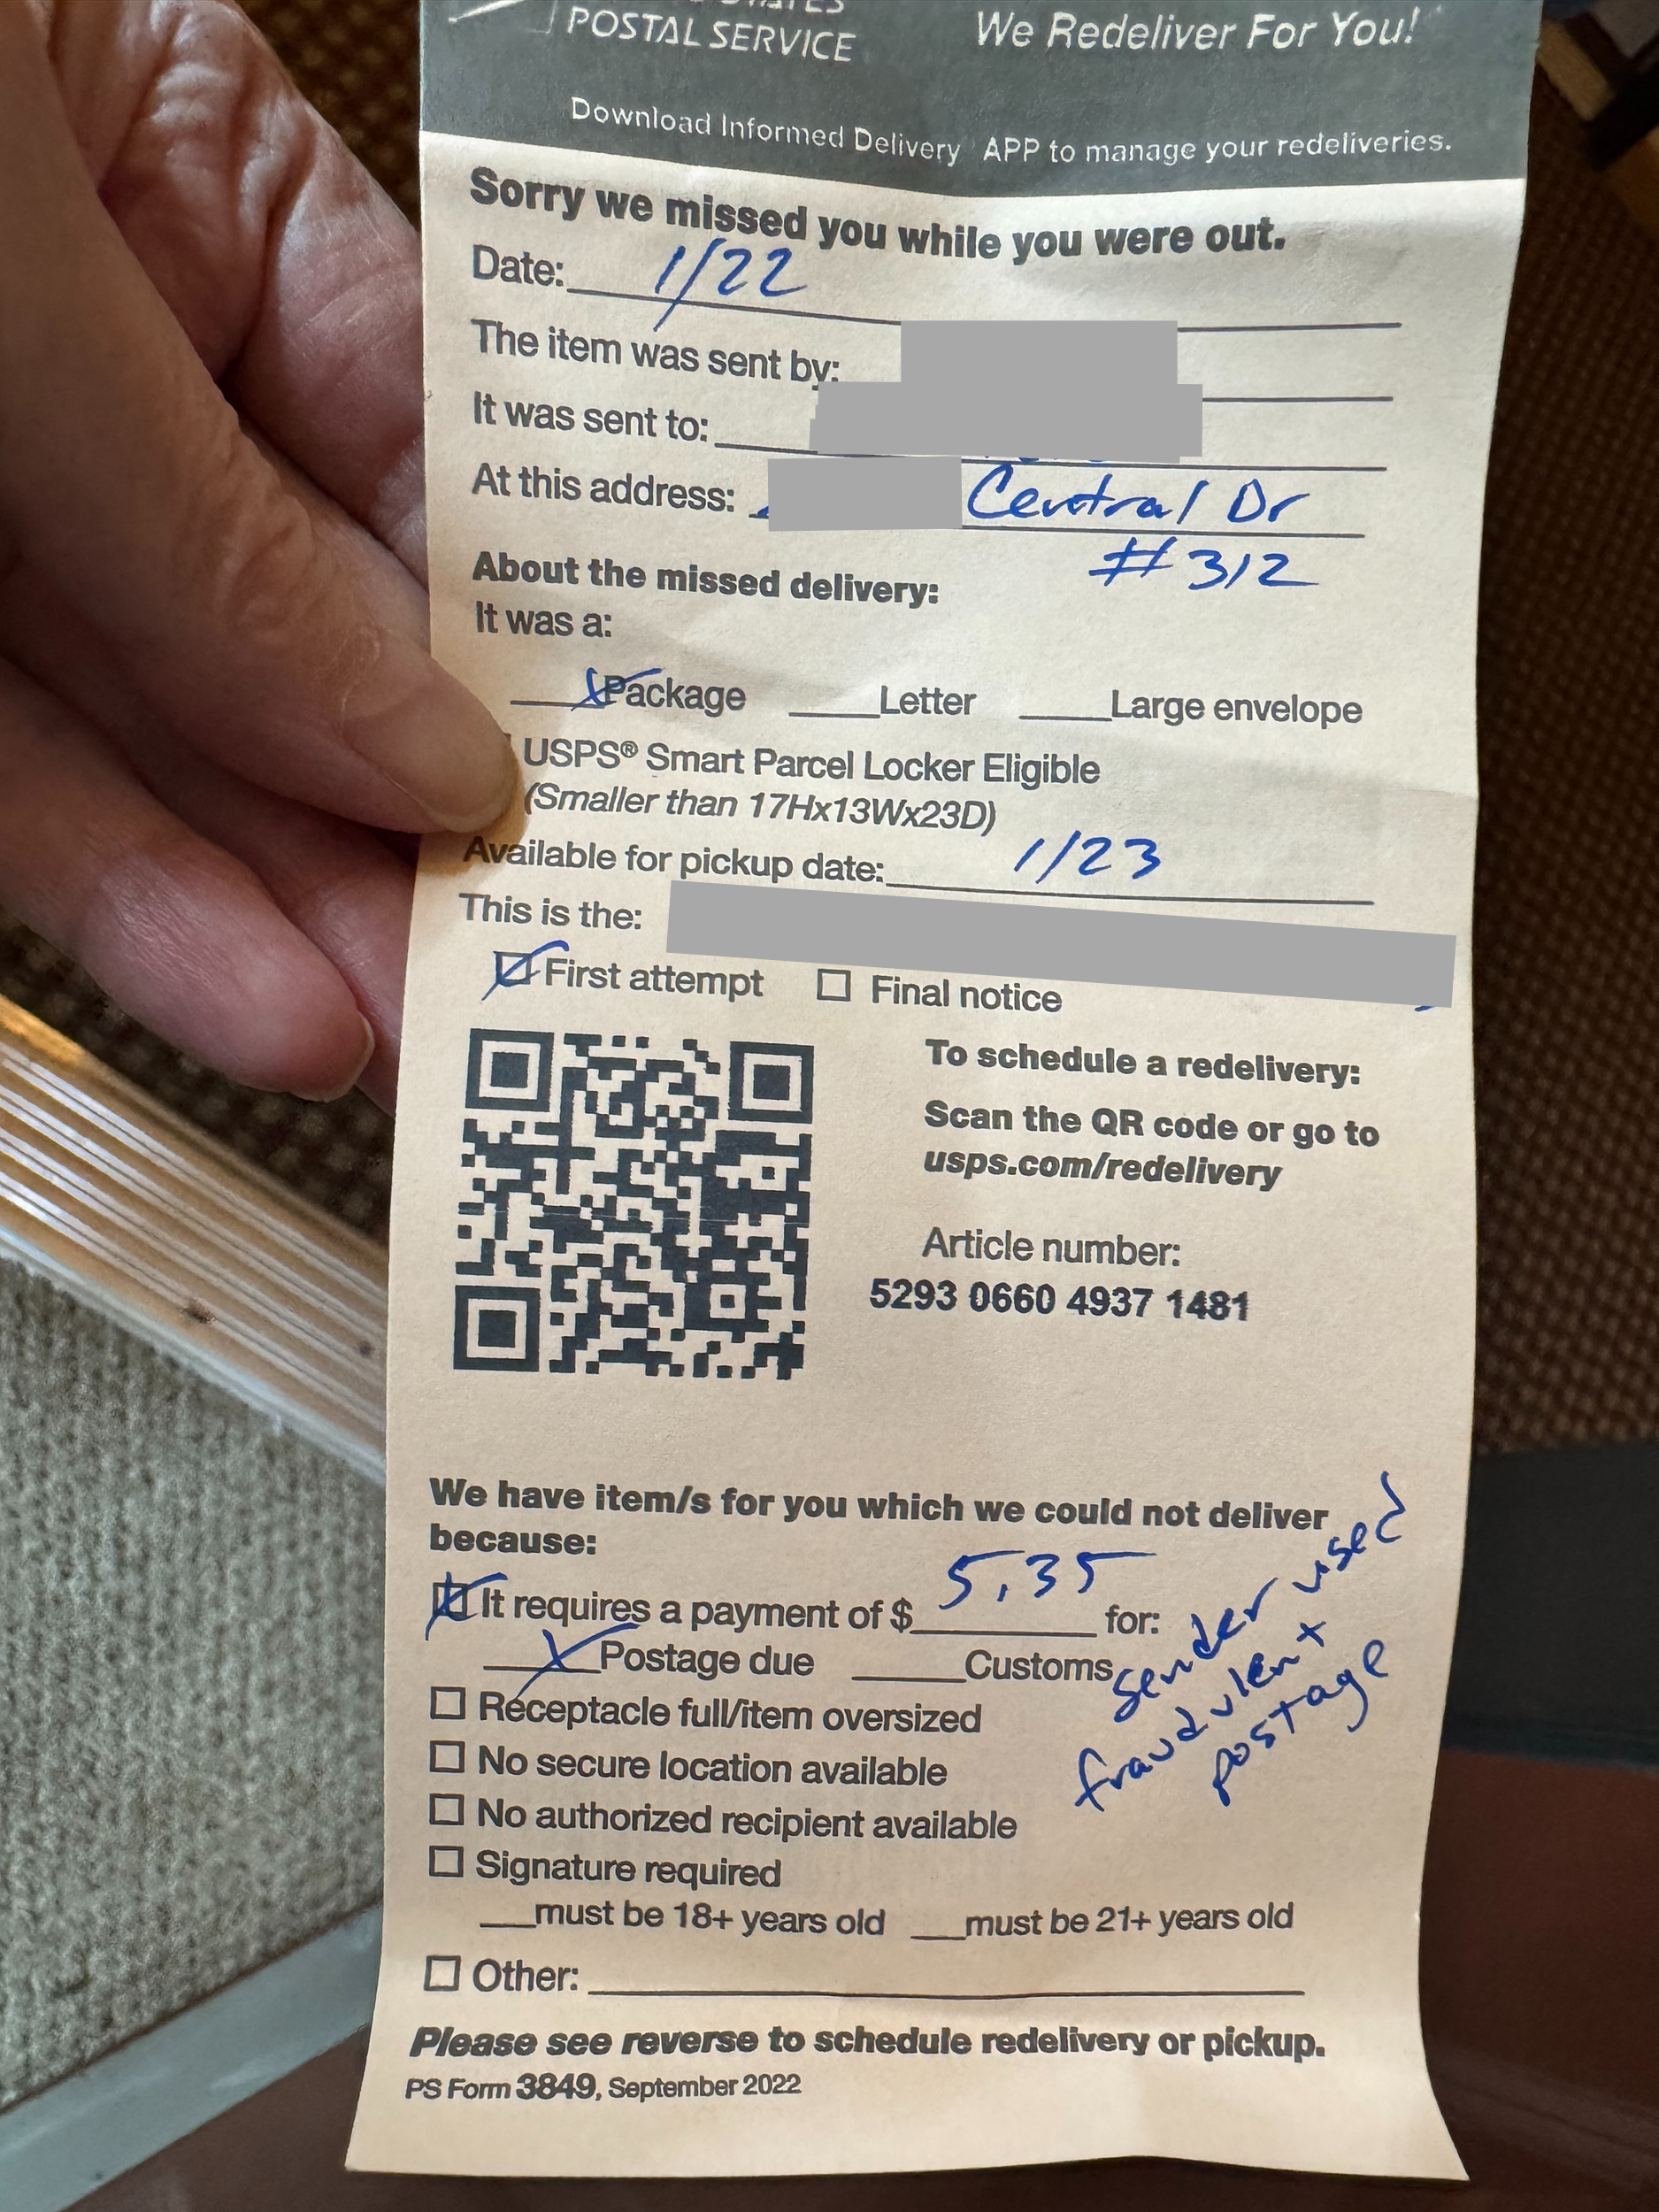 POSTAL SERVICE
We Redeliver For You!
Download Informed Delivery APP to manage your redeliveries.
Sorry we missed you while you were out.
Date: 1/22
The item was sent by:
It was sent to:
At this address: Central Dr
#312
About the missed delivery:
It was a:
Package Letter Large envelope
USPS® Smart Parcel Locker Eligible
(Smaller than 17Hx13Wx23D)
Available for pickup date: 1/23
This is the:
First attempt Final notice
To schedule a redelivery:
Scan the QR code or go to
usps.com/redelivery
Article number:
5293 0660 4937 1481
We have item/s for you which we could not deliver
because:
It requires a payment of $ 5.35 for:
Postage due Customs
sender used
fraudulent
postage
Receptacle full/item oversized
No secure location available
No authorized recipient available
Signature required
must be 18+ years old must be 21+ years old
Other:
Please see reverse to schedule redelivery or pickup.
PS Form 3849, September 2022